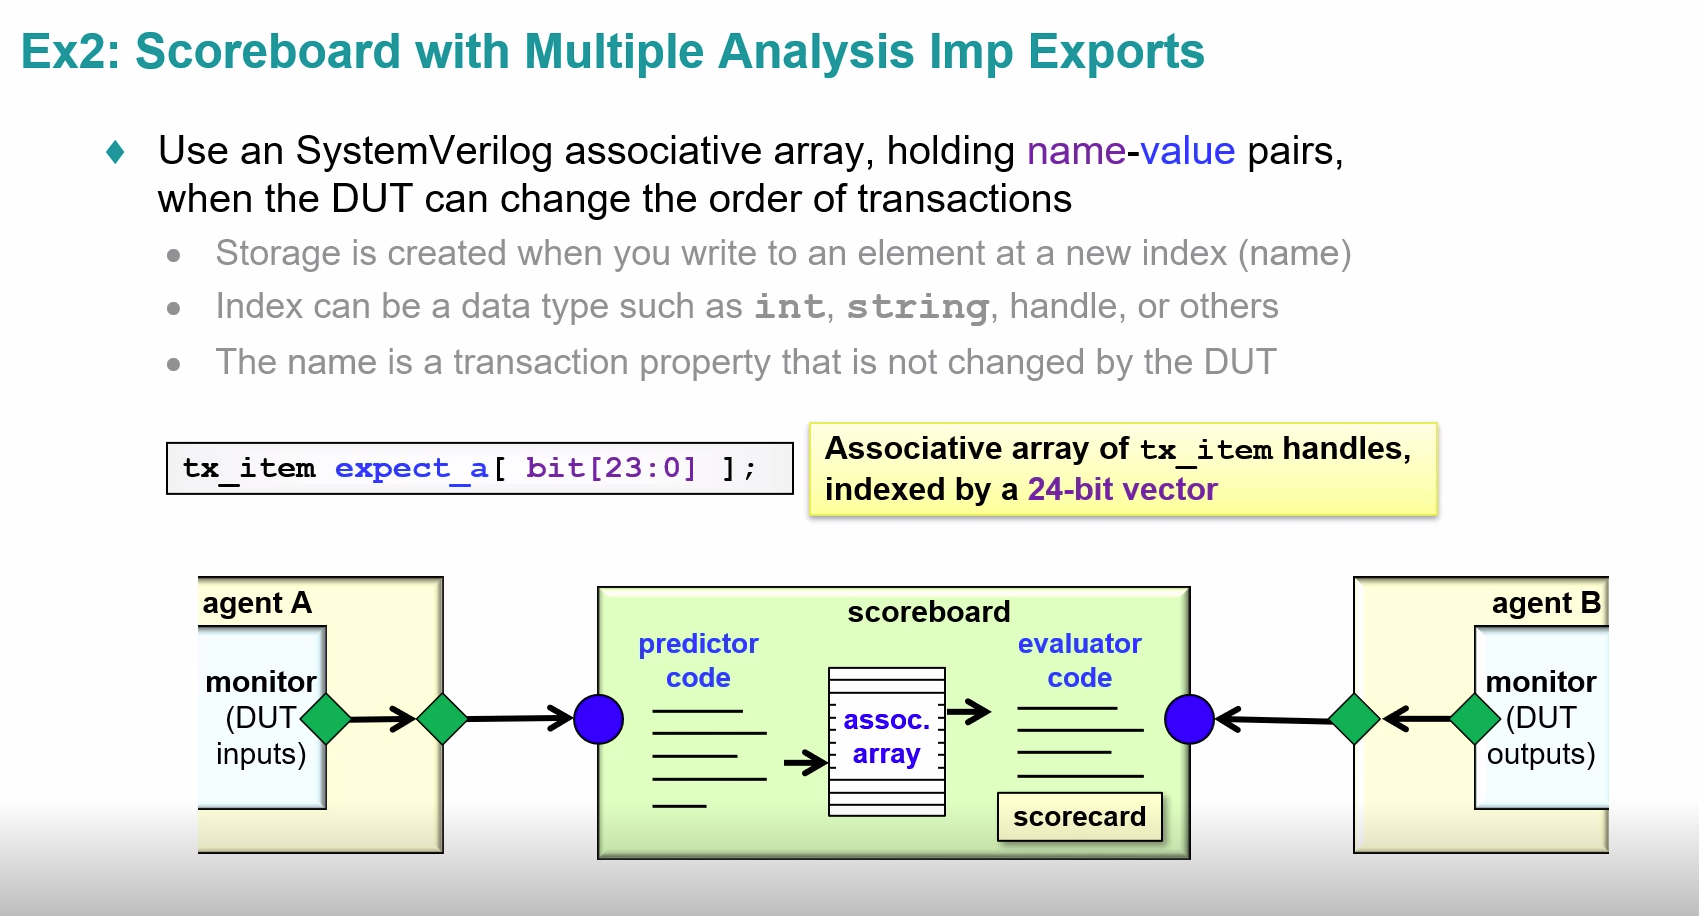 Ex2: Scoreboard with Multiple Analysis Imp Exports
Use an SystemVerilog associative array, holding name-value pairs,
when the DUT can change the order of transactions
Storage is created when you write to an element at a new index (name)
Index can be a data type such as int, string, handle, or others
The name is a transaction property that is not changed by the DUT
tx_item expect_a[ bit[23:0] ];
Associative array of tx_item handles,
indexed by a 24-bit vector
agent A
monitor
(DUT
inputs)
scoreboard
predictor
code
assoc.
array
evaluator
code
scorecard
agent B
monitor
(DUT
outputs)